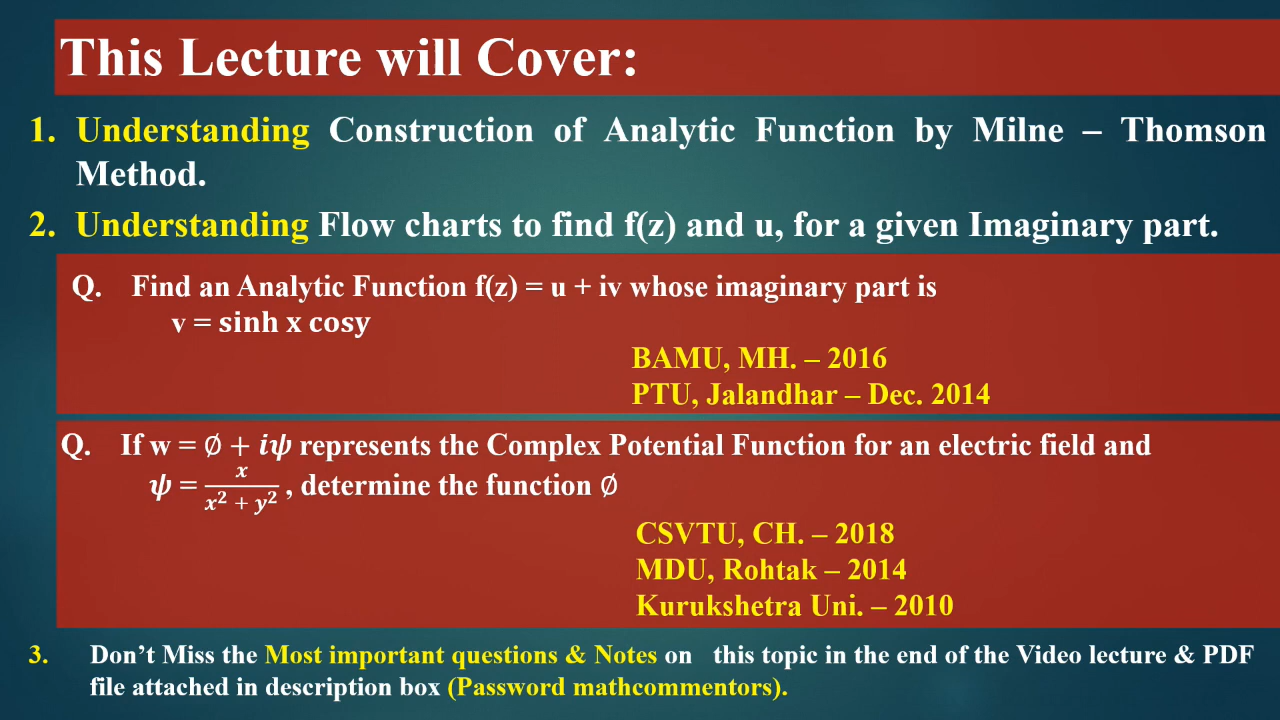 This Lecture will Cover:
1. Understanding Construction of Analytic Function by Milne – Thomson
Method.
2. Understanding Flow charts to find f(z) and u, for a given Imaginary part.
Q. Find an Analytic Function f(z) = u + iv whose imaginary part is
v = sinh x cosy
BAMU, MH. – 2016
PTU, Jalandhar – Dec. 2014
Q. If w = ∅ + 𝒊𝝍 represents the Complex Potential Function for an electric field and
𝝍 = x/(x² + y²) , determine the function ∅
CSVTU, CH. – 2018
MDU, Rohtak – 2014
Kurukshetra Uni. – 2010
3. Don’t Miss the Most important questions & Notes on this topic in the end of the Video lecture & PDF
file attached in description box (Password mathcommentors).